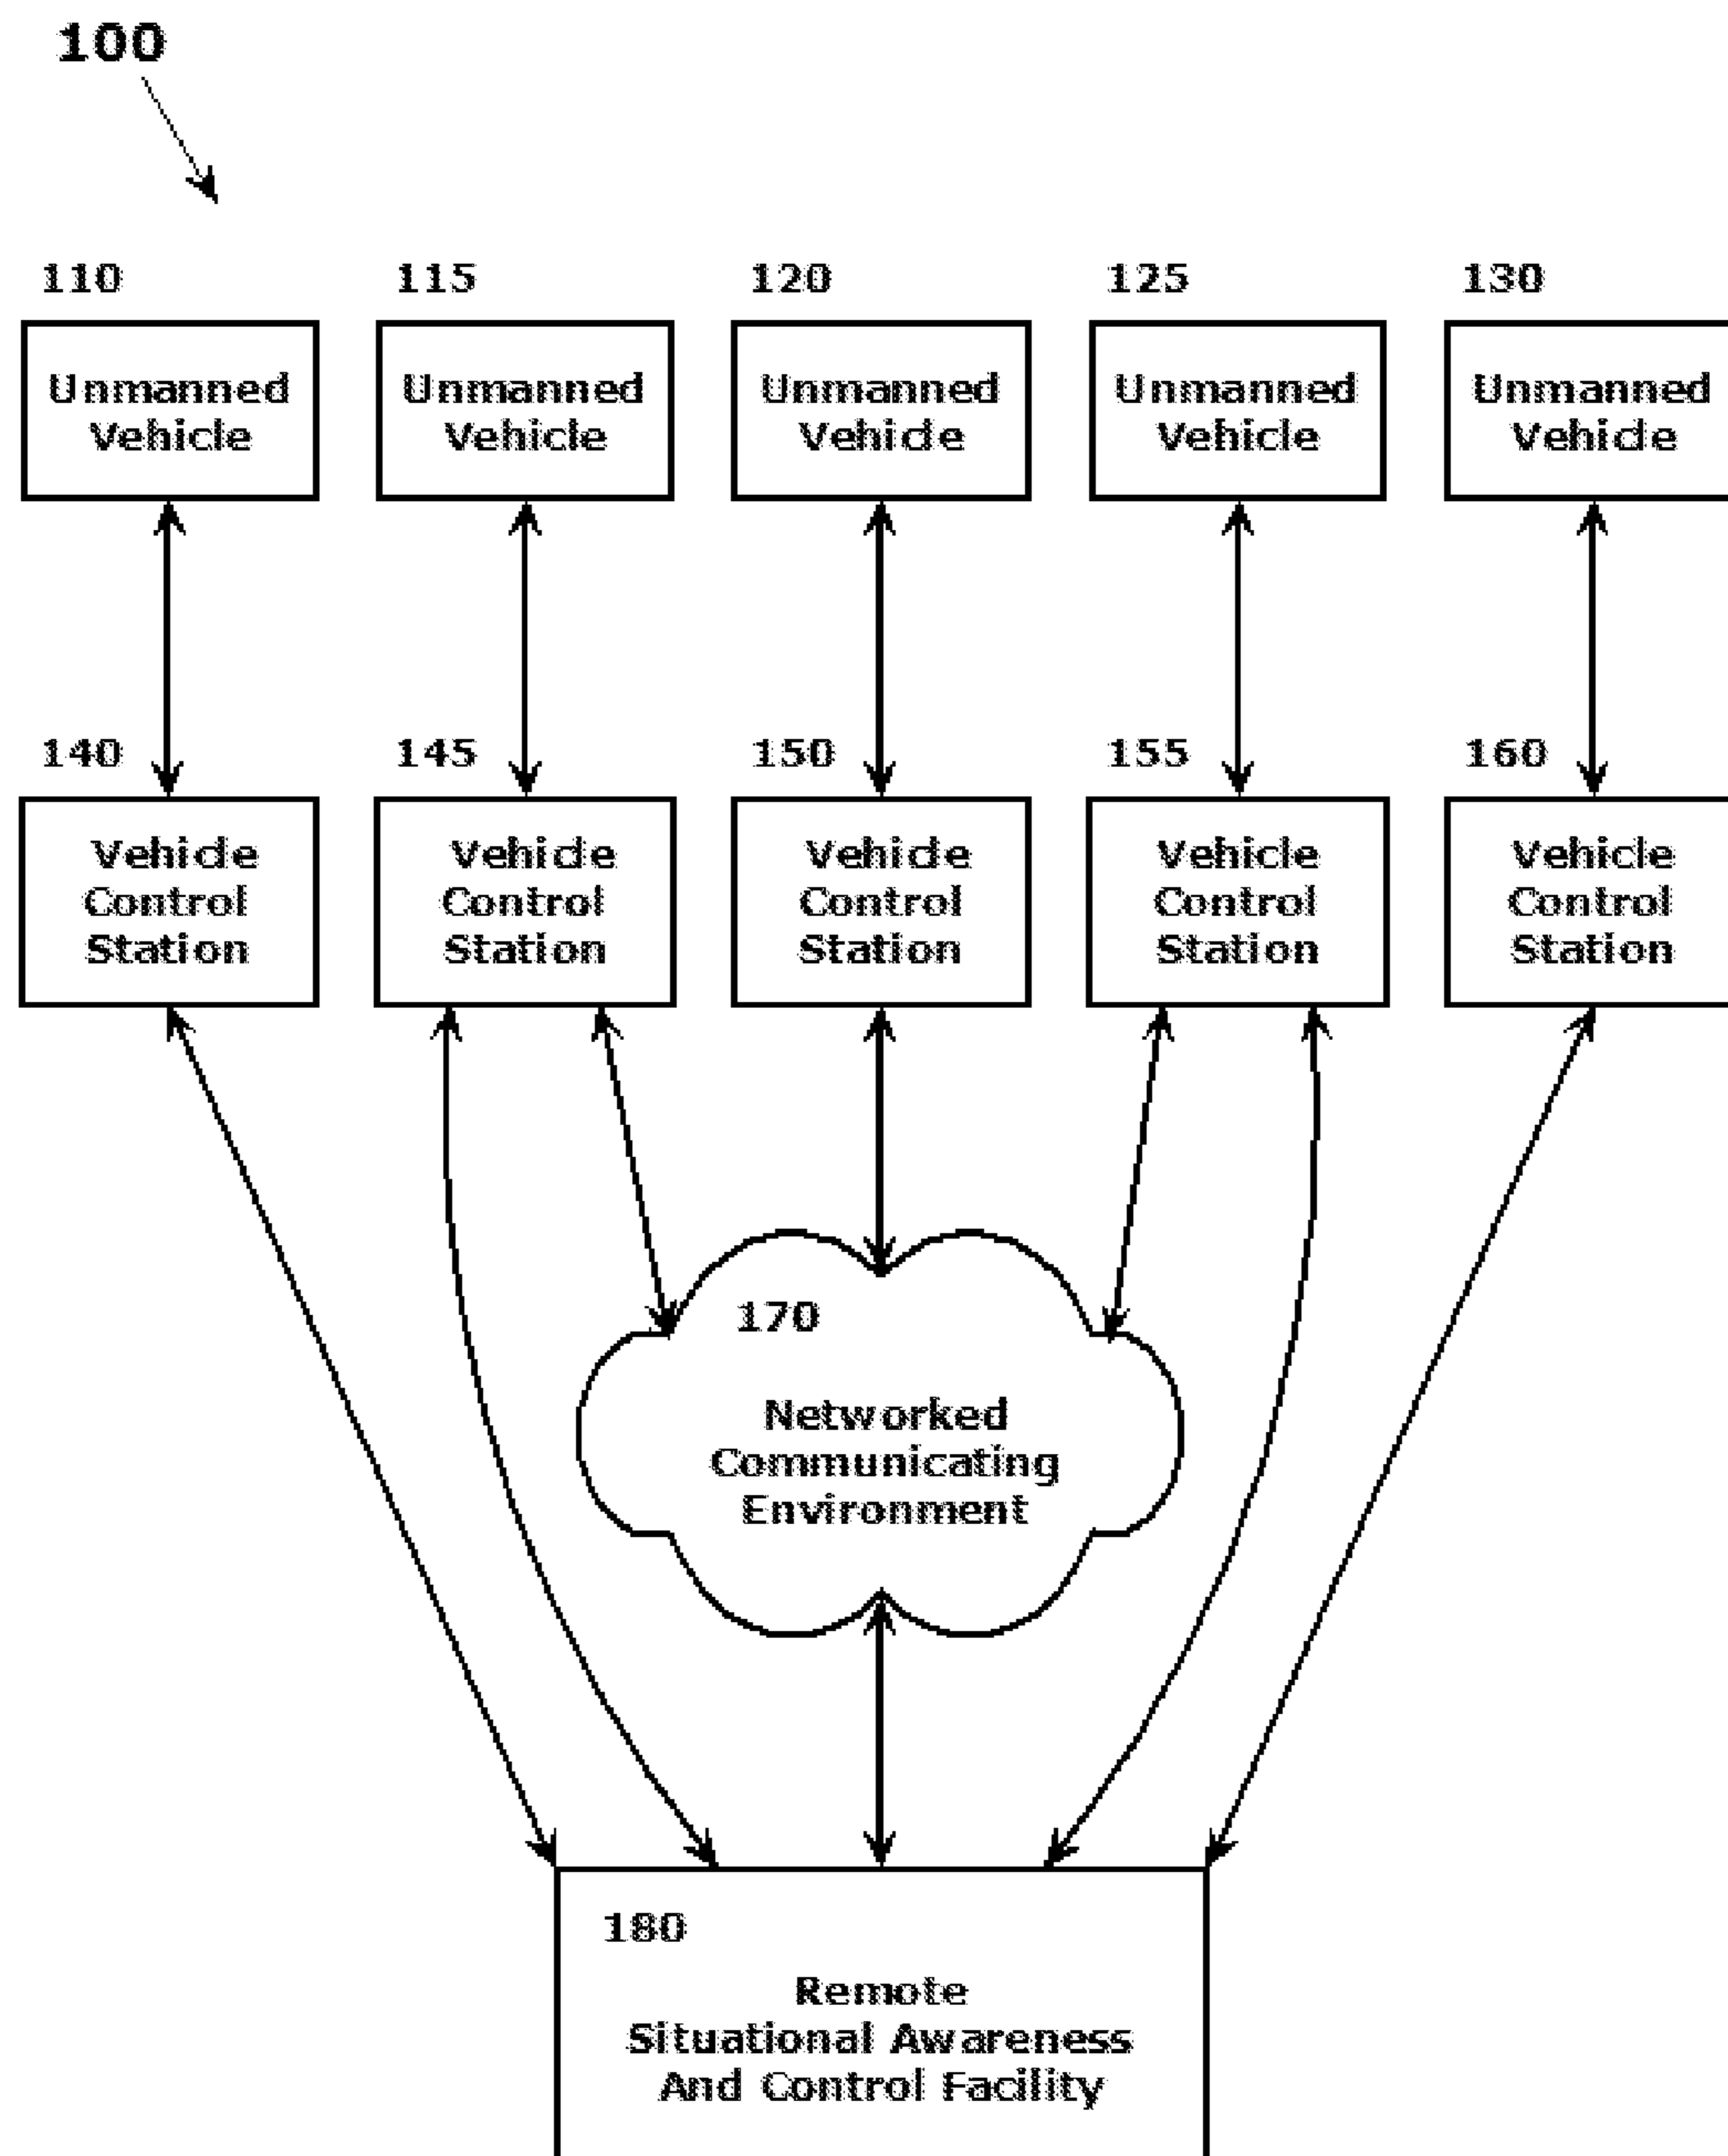 100
110
115
120
125
130
Unmanned
Vehicle
Unmanned
Vehicle
Unmanned
Vehicle
Unmanned
Vehicle
Unmanned
Vehicle
140
145
150
155
160
Vehicle
Control
Station
Vehicle
Control
Station
Vehicle
Control
Station
Vehicle
Control
Station
Vehicle
Control
Station
170
Networked
Communicating
Environment
180
Remote
Situational Awareness
And Control Facility